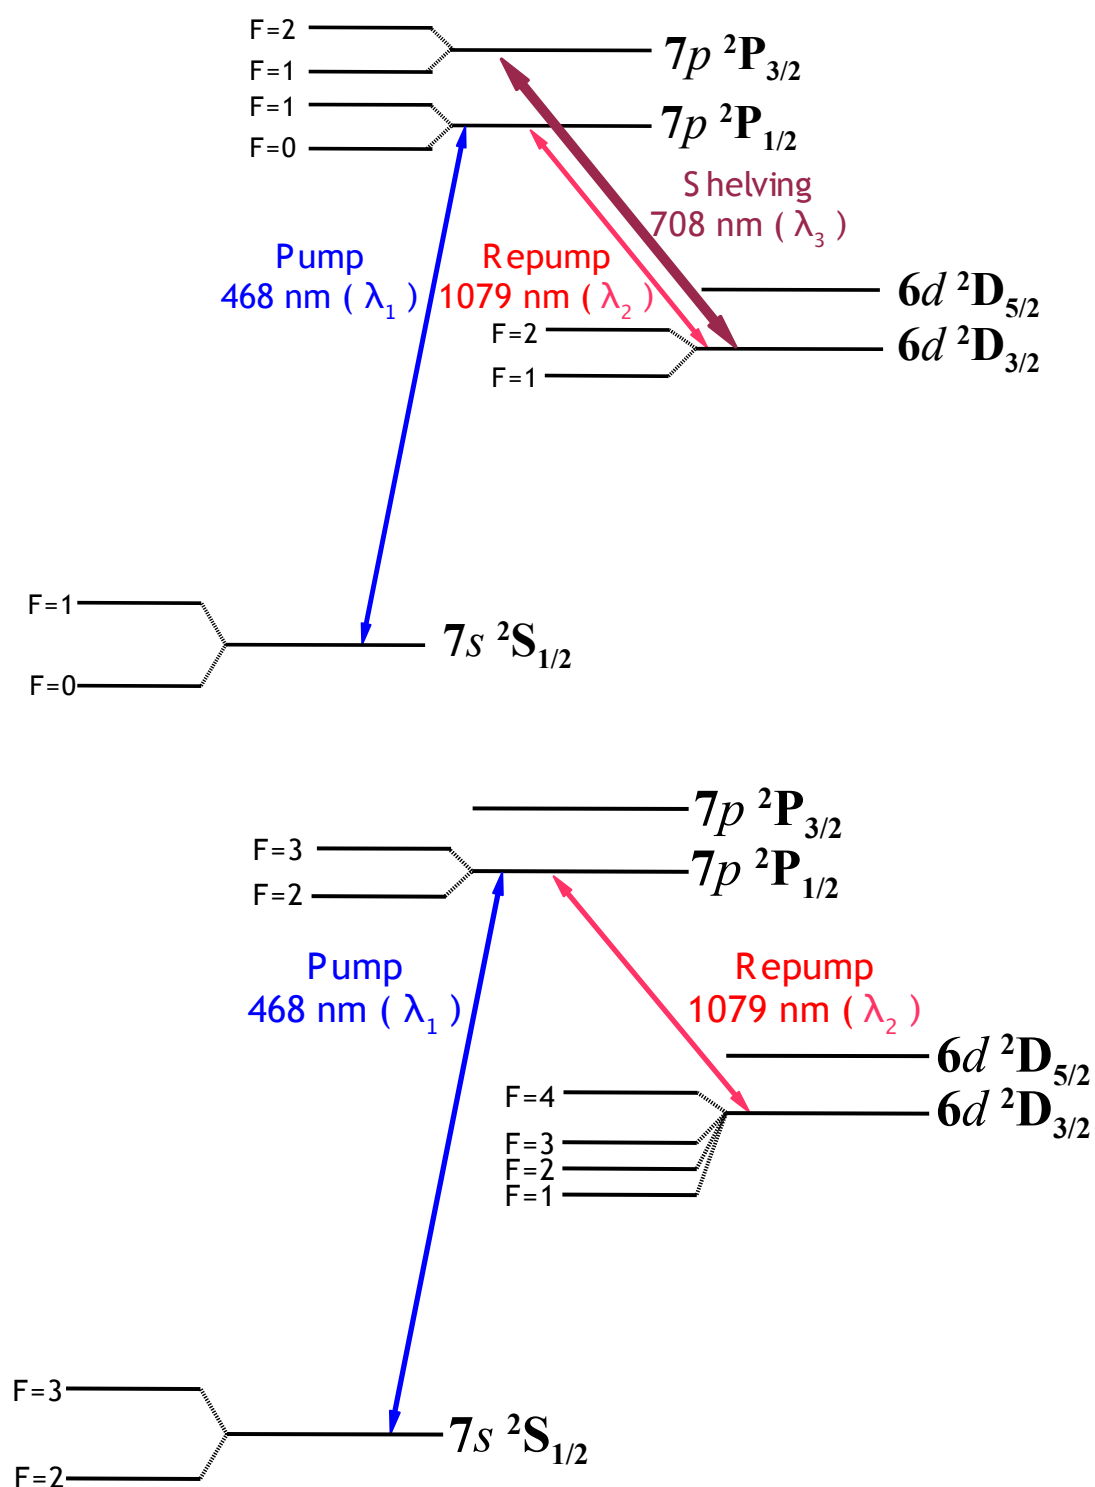 F=2
7p ²P₃/₂
F=1
F=1
7p ²P₁/₂
F=0
Shelving
708 nm ( λ₃ )
Pump
468 nm ( λ₁ )
Repump
1079 nm ( λ₂ )
6d ²D₅/₂
F=2
6d ²D₃/₂
F=1
F=1
7s ²S₁/₂
F=0
7p ²P₃/₂
F=3
7p ²P₁/₂
F=2
Pump
468 nm ( λ₁ )
Repump
1079 nm ( λ₂ )
6d ²D₅/₂
F=4
6d ²D₃/₂
F=3
F=2
F=1
F=3
7s ²S₁/₂
F=2